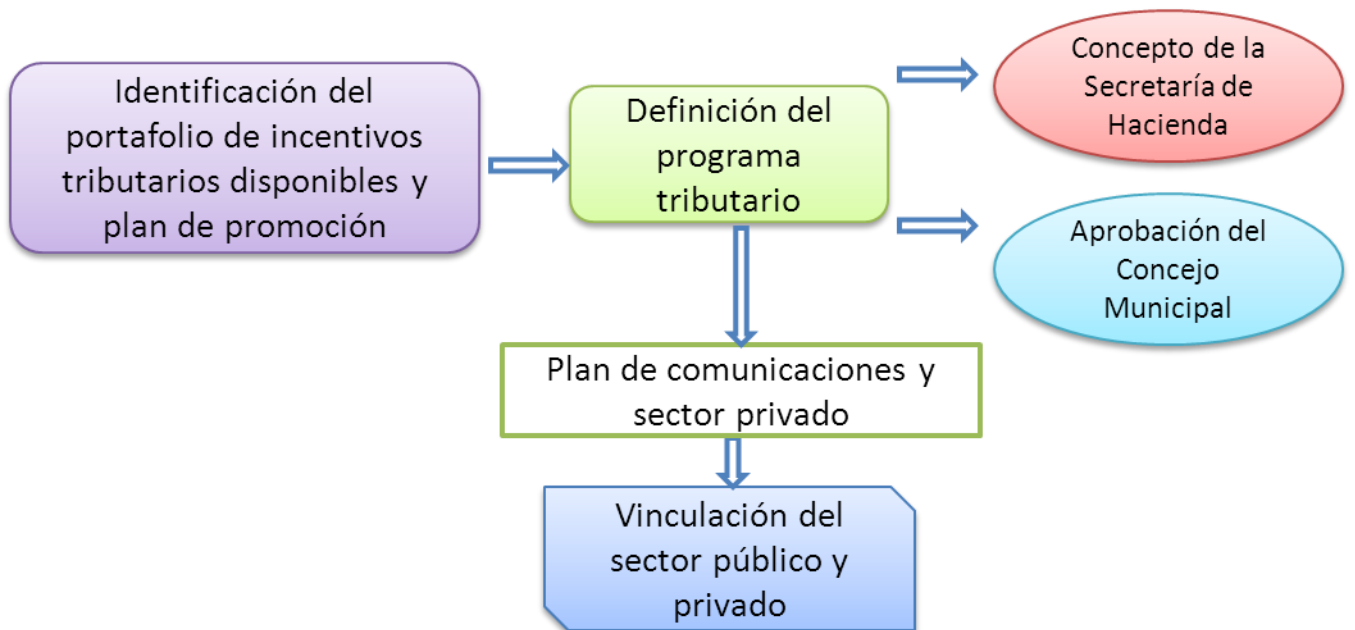 Identificación del
portafolio de incentivos
tributarios disponibles y
plan de promoción
Definición del
programa
tributario
Concepto de la
Secretaría de
Hacienda
Aprobación del
Concejo
Municipal
Plan de comunicaciones y
sector privado
Vinculación del
sector público y
privado